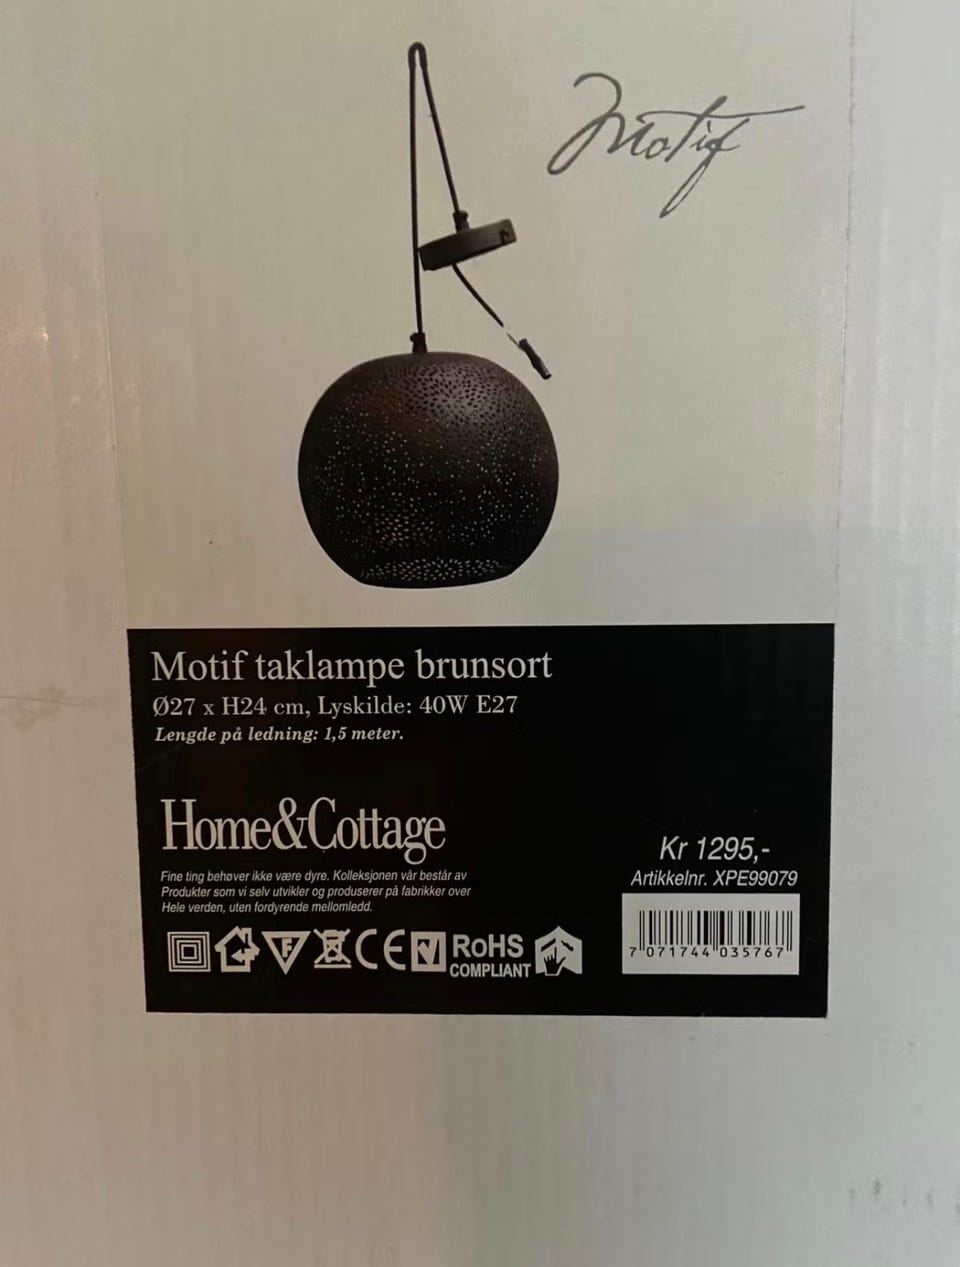 Motif
Motif taklampe brunsort
Ø27 x H24 cm, Lyskilde: 40W E27
Lengde på ledning: 1,5 meter.
Home&Cottage
Fine ting behøver ikke være dyre. Kolleksjonen vår består av
Produkter som vi selv utvikler og produserer på fabrikker over
Hele verden, uten fordyrende mellomledd.
F CE RoHS
COMPLIANT
Kr 1295,-
Artikkelnr. XPE99079
7 071744 035767